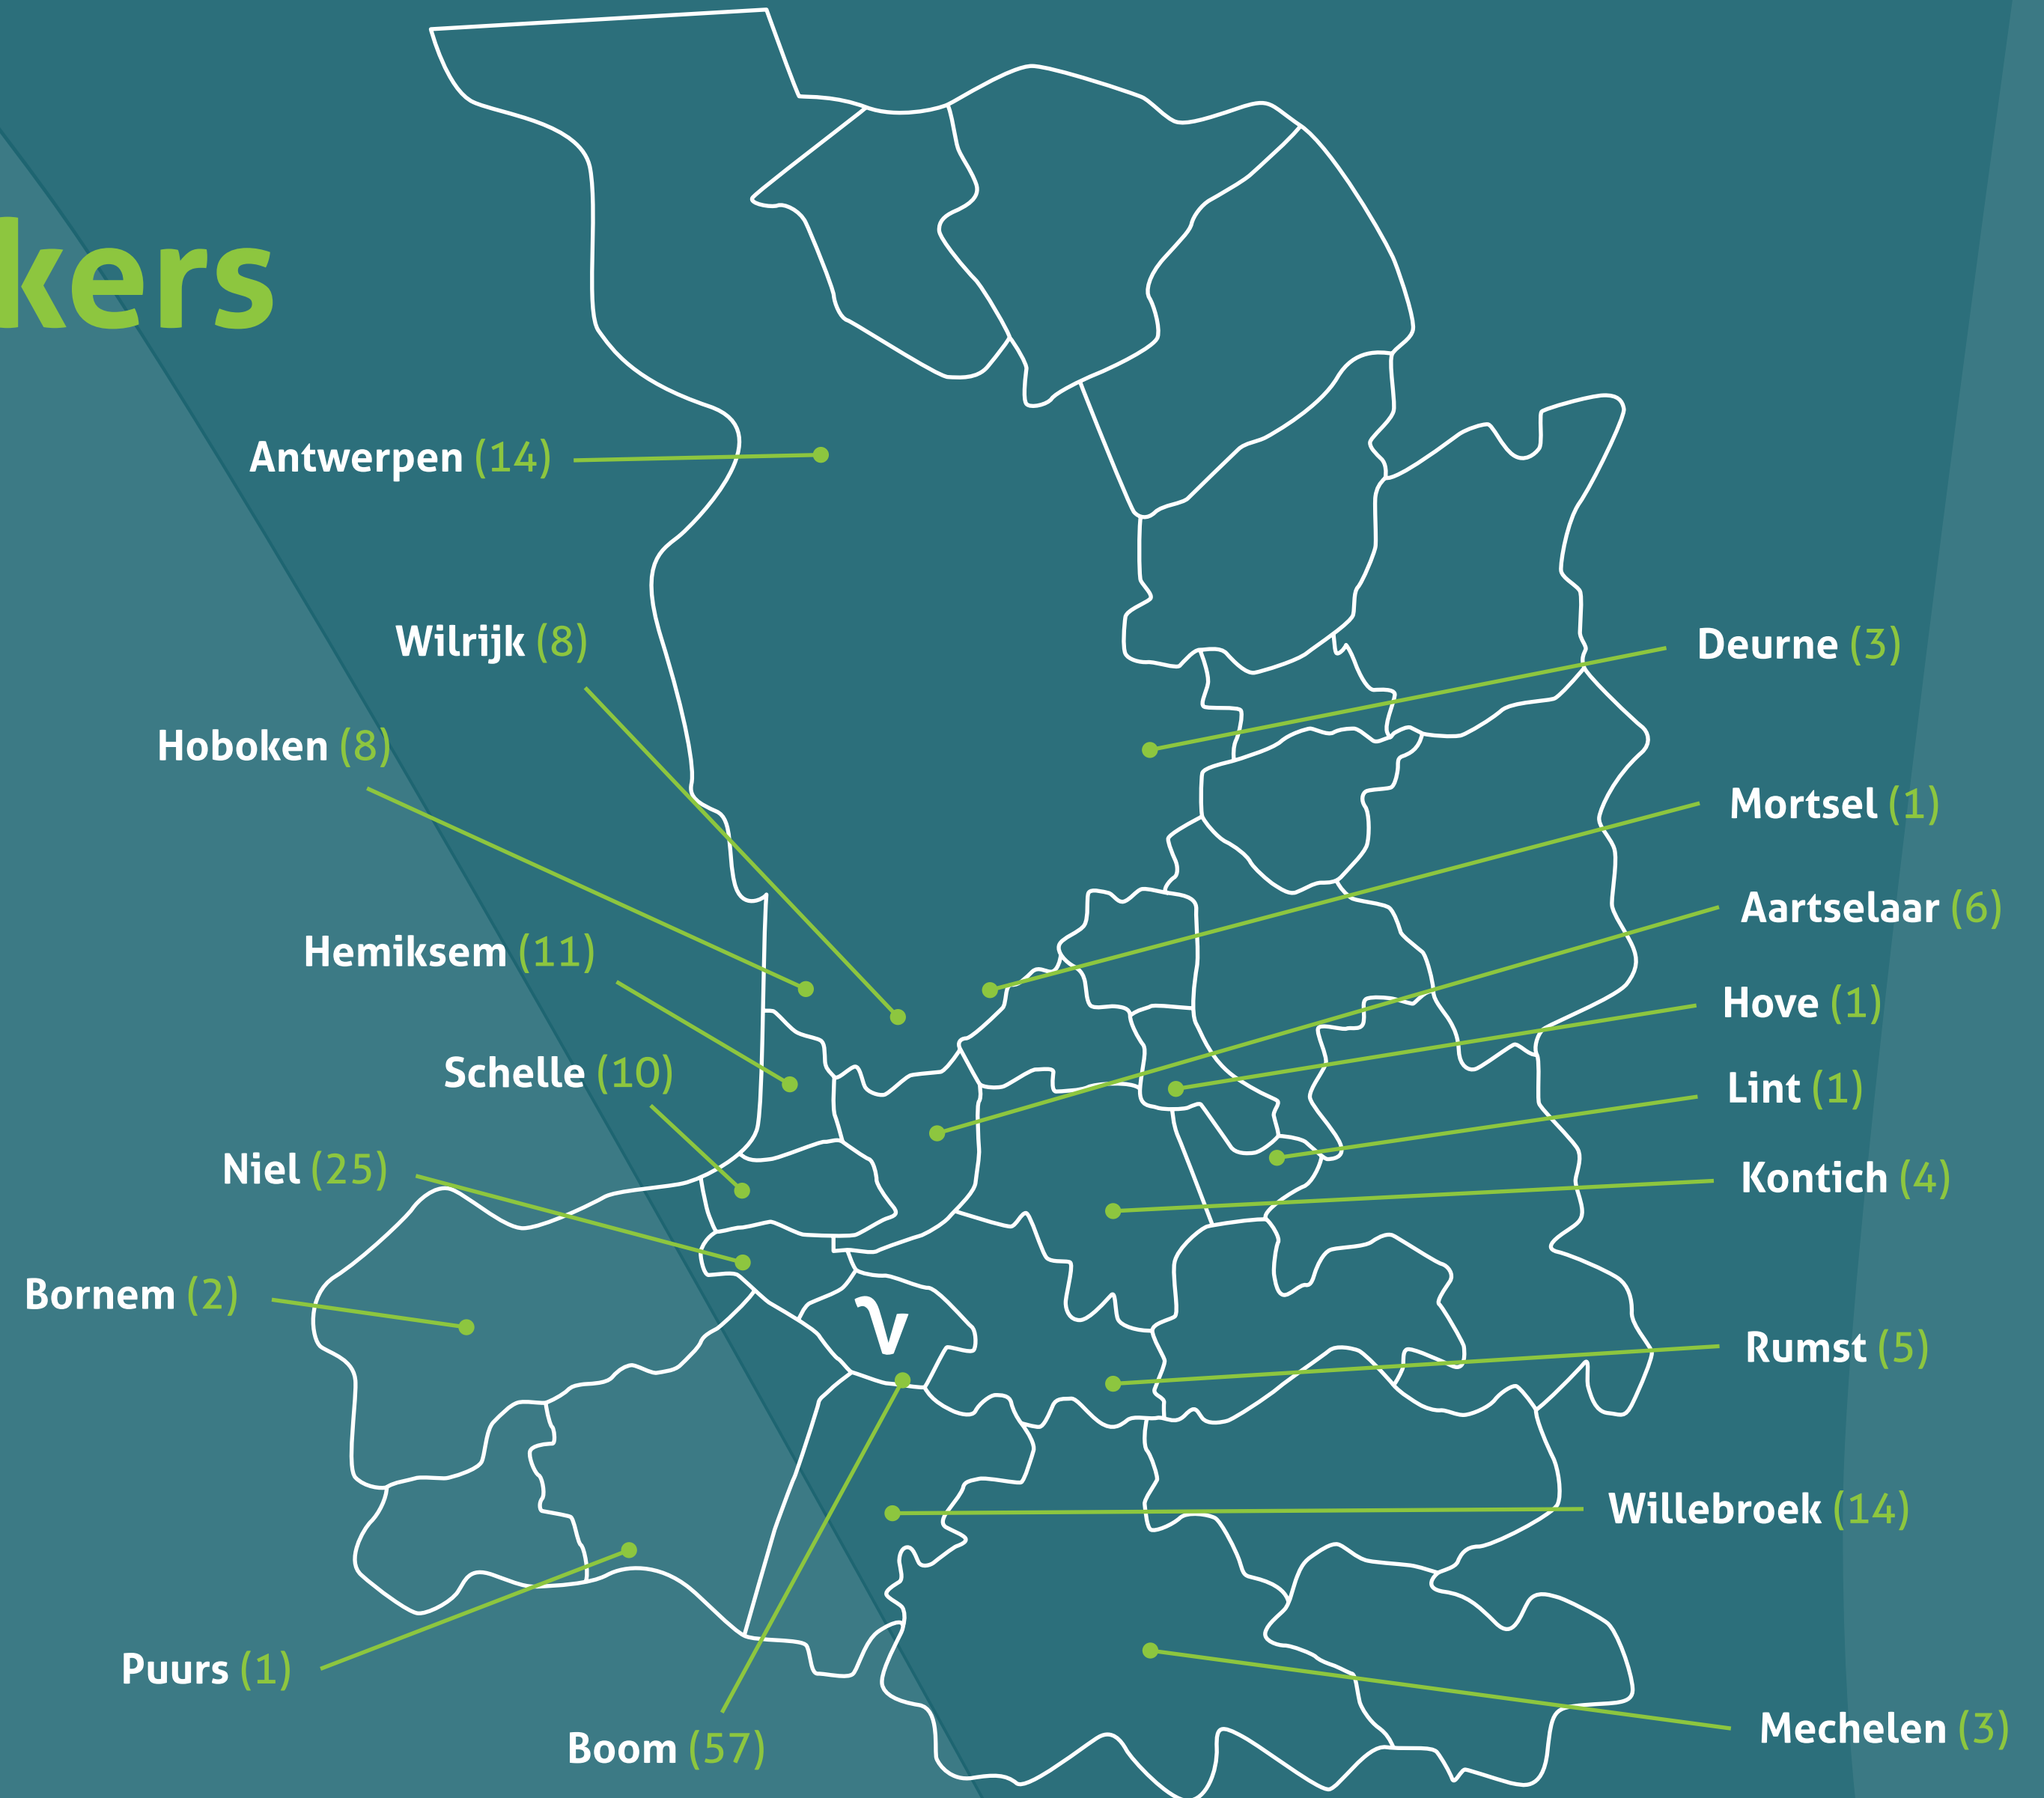 kers
Antwerpen (14)
Wilrijk (8)
Hoboken (8)
Hemiksem (11)
Schelle (10)
Niel (25)
Bornem (2)
Puurs (1)
Boom (57)
V
Deurne (3)
Mortsel (1)
Aartselaar (6)
Hove (1)
Lint (1)
Kontich (4)
Rumst (5)
Willebroek (14)
Mechelen (3)